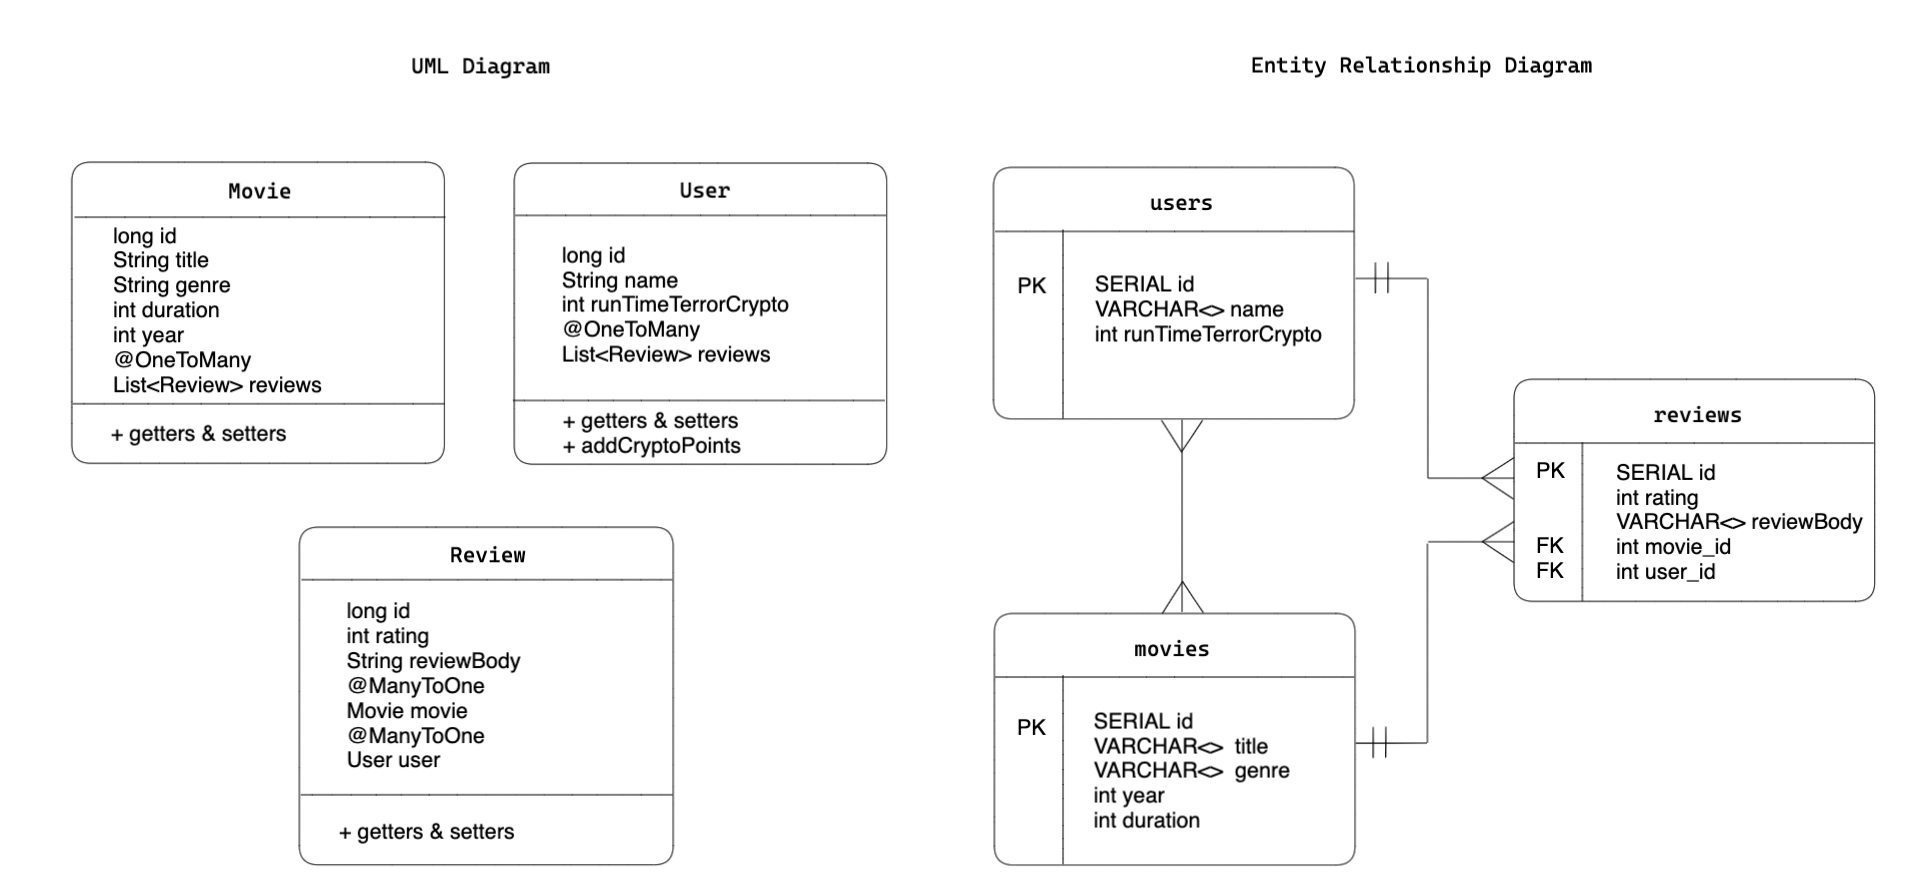 UML Diagram
Movie
long id
String title
String genre
int duration
int year
@OneToMany
List<Review> reviews
+ getters & setters
User
long id
String name
int runTimeTerrorCrypto
@OneToMany
List<Review> reviews
+ getters & setters
+ addCryptoPoints
Review
long id
int rating
String reviewBody
@ManyToOne
Movie movie
@ManyToOne
User user
+ getters & setters
Entity Relationship Diagram
users
PK SERIAL id
VARCHAR<> name
int runTimeTerrorCrypto
movies
PK SERIAL id
VARCHAR<> title
VARCHAR<> genre
int year
int duration
reviews
PK SERIAL id
int rating
VARCHAR<> reviewBody
FK int movie_id
FK int user_id